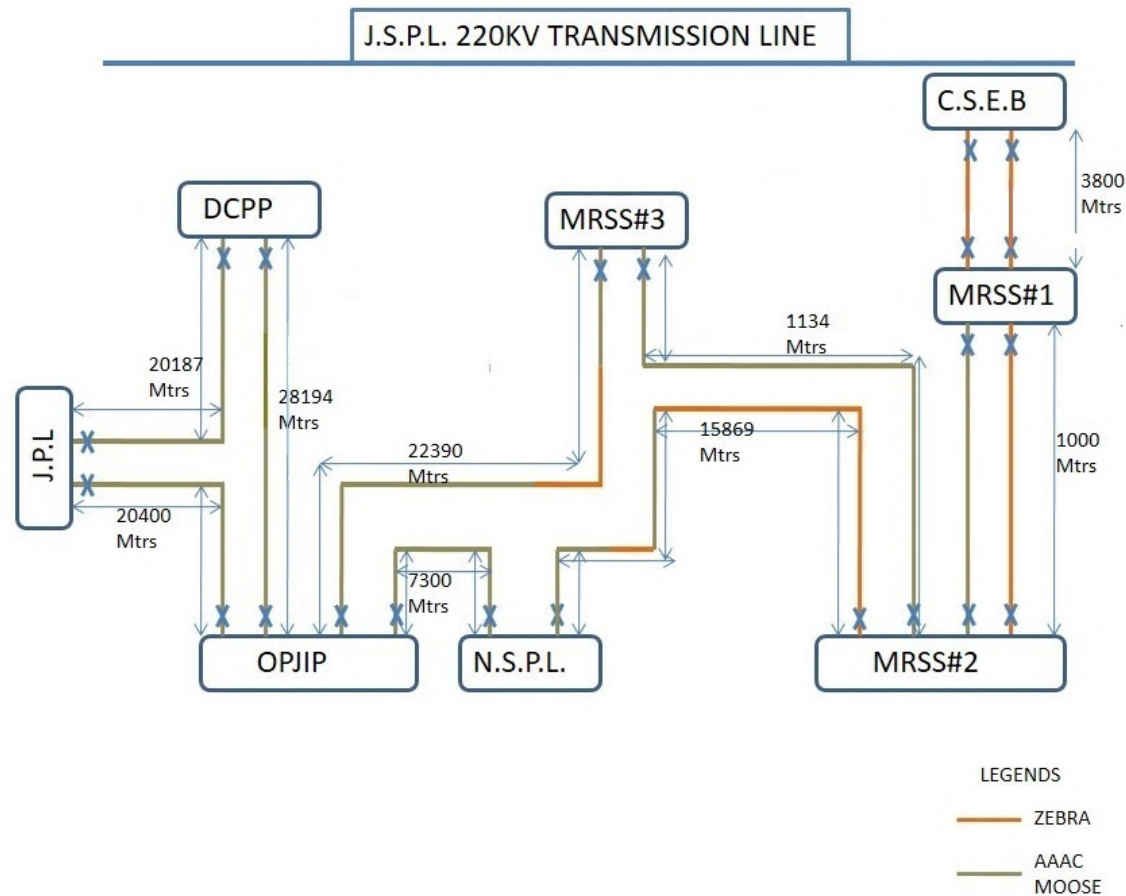 J.S.P.L. 220KV TRANSMISSION LINE
C.S.E.B
3800
Mtrs
DCPP
MRSS#3
MRSS#1
1134
Mtrs
20187
Mtrs
28194
Mtrs
J.P.L
22390
Mtrs
15869
Mtrs
1000
Mtrs
20400
Mtrs
7300
Mtrs
OPJIP
N.S.P.L.
MRSS#2
LEGENDS
ZEBRA
AAAC
MOOSE